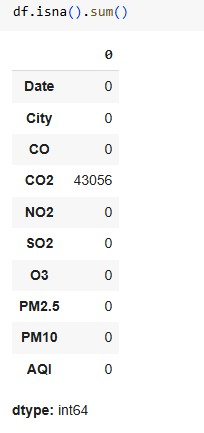 df.isna().sum()
0
Date 0
City 0
CO 0
CO2 43056
NO2 0
SO2 0
O3 0
PM2.5 0
PM10 0
AQI 0
dtype: int64